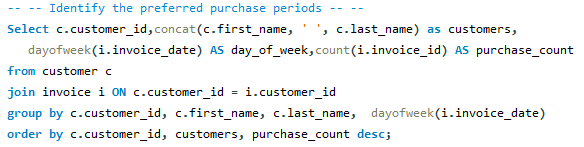 -- -- Identify the preferred purchase periods -- --
Select c.customer_id,concat(c.first_name, ' ', c.last_name) as customers,
dayofweek(i.invoice_date) AS day_of_week,count(i.invoice_id) AS purchase_count
from customer c
join invoice i ON c.customer_id = i.customer_id
group by c.customer_id, c.first_name, c.last_name,  dayofweek(i.invoice_date)
order by c.customer_id, customers, purchase_count desc;